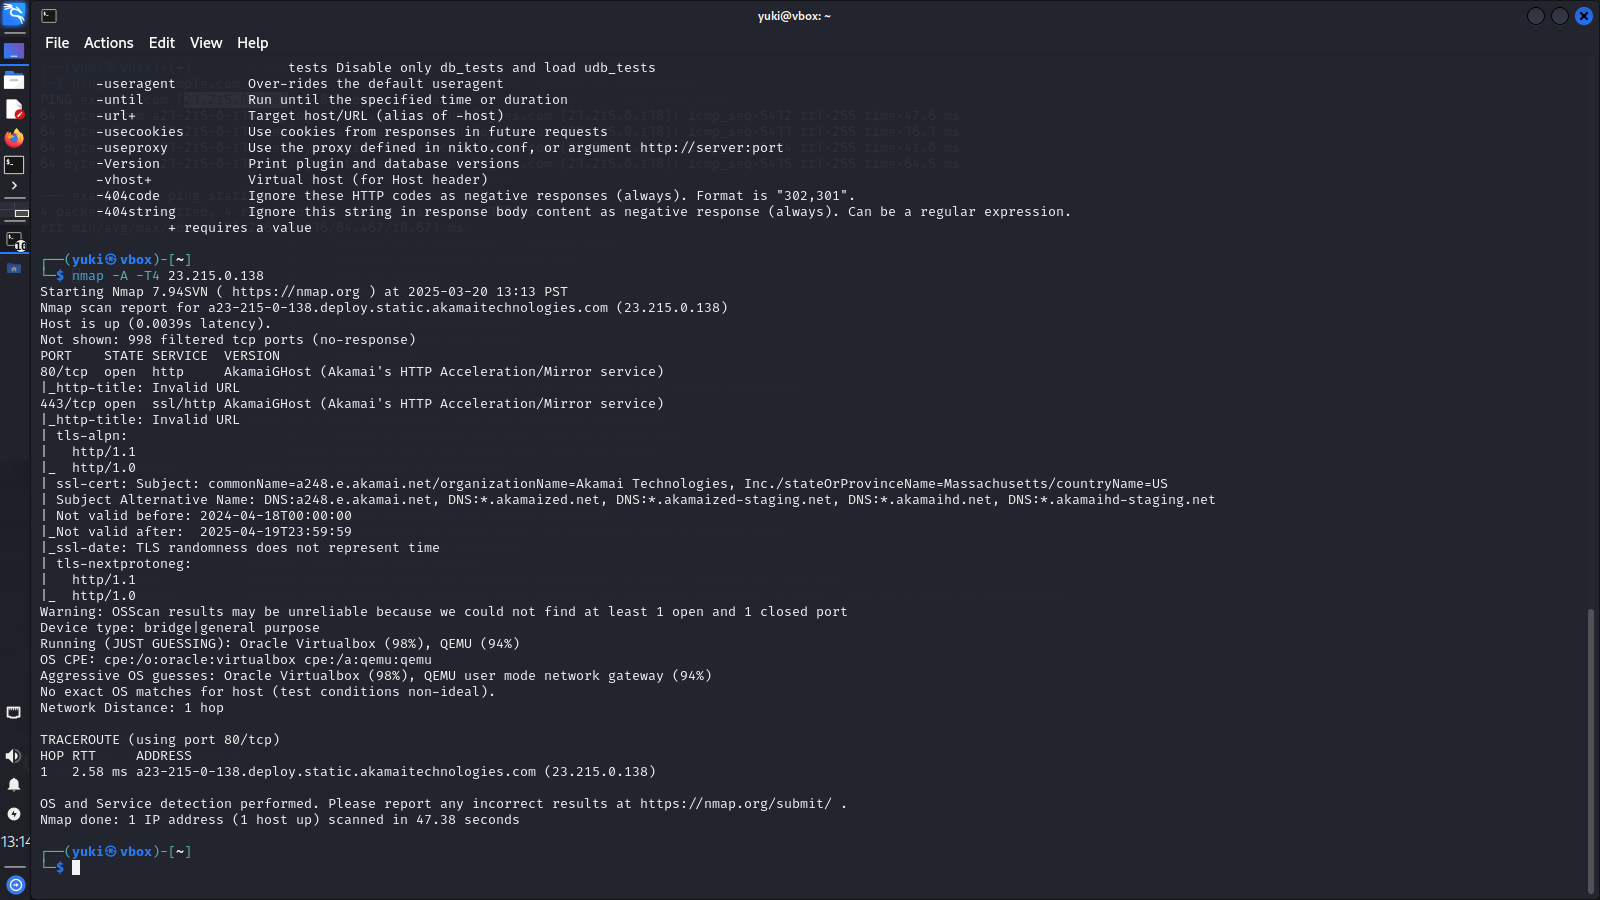 yuki@vbox: ~
File Actions Edit View Help
tests Disable only db_tests and load udb_tests
-useragent Over-rides the default useragent
-until Run until the specified time or duration
-url+ Target host/URL (alias of -host)
-usecookies Use cookies from responses in future requests
-useproxy Use the proxy defined in nikto.conf, or argument http://server:port
-Version Print plugin and database versions
-vhost+ Virtual host (for Host header)
-404code Ignore these HTTP codes as negative responses (always). Format is "302,301".
-404string Ignore this string in response body content as negative response (always). Can be a regular expression.
+ requires a value
┌──(yuki㉿vbox)-[~]
└─$ nmap -A -T4 23.215.0.138
Starting Nmap 7.94SVN ( https://nmap.org ) at 2025-03-20 13:13 PST
Nmap scan report for a23-215-0-138.deploy.static.akamaitechnologies.com (23.215.0.138)
Host is up (0.0039s latency).
Not shown: 998 filtered tcp ports (no-response)
PORT STATE SERVICE VERSION
80/tcp open http AkamaiGHost (Akamai's HTTP Acceleration/Mirror service)
|_http-title: Invalid URL
443/tcp open ssl/http AkamaiGHost (Akamai's HTTP Acceleration/Mirror service)
|_http-title: Invalid URL
| tls-alpn:
| http/1.1
|_ http/1.0
| ssl-cert: Subject: commonName=a248.e.akamai.net/organizationName=Akamai Technologies, Inc./stateOrProvinceName=Massachusetts/countryName=US
| Subject Alternative Name: DNS:a248.e.akamai.net, DNS:*.akamaized.net, DNS:*.akamaized-staging.net, DNS:*.akamaihd.net, DNS:*.akamaihd-staging.net
| Not valid before: 2024-04-18T00:00:00
|_Not valid after: 2025-04-19T23:59:59
|_ssl-date: TLS randomness does not represent time
| tls-nextprotoneg:
| http/1.1
|_ http/1.0
Warning: OSScan results may be unreliable because we could not find at least 1 open and 1 closed port
Device type: bridge|general purpose
Running (JUST GUESSING): Oracle Virtualbox (98%), QEMU (94%)
OS CPE: cpe:/o:oracle:virtualbox cpe:/a:qemu:qemu
Aggressive OS guesses: Oracle Virtualbox (98%), QEMU user mode network gateway (94%)
No exact OS matches for host (test conditions non-ideal).
Network Distance: 1 hop
TRACEROUTE (using port 80/tcp)
HOP RTT ADDRESS
1 2.58 ms a23-215-0-138.deploy.static.akamaitechnologies.com (23.215.0.138)
OS and Service detection performed. Please report any incorrect results at https://nmap.org/submit/ .
Nmap done: 1 IP address (1 host up) scanned in 47.38 seconds
┌──(yuki㉿vbox)-[~]
└─$
13:14